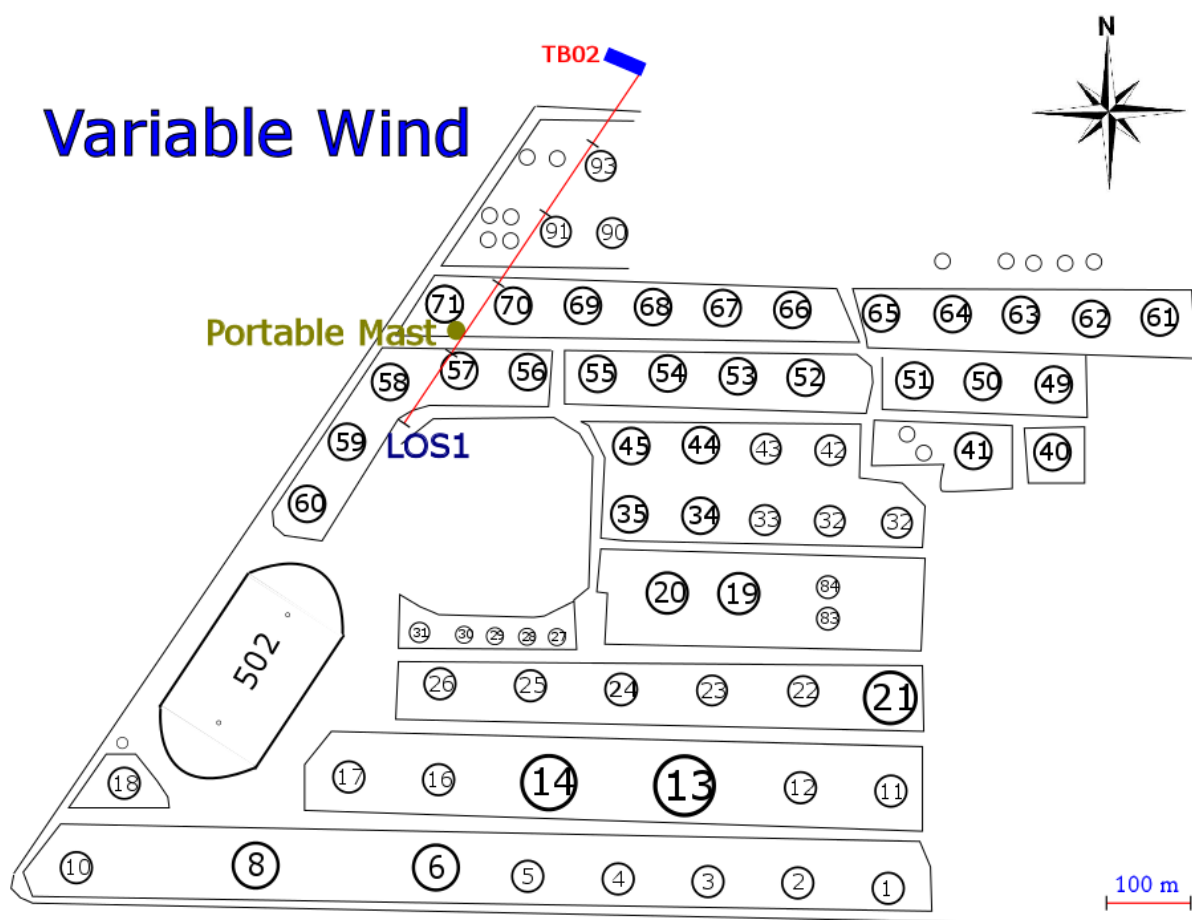 N
TB02
Variable Wind
93
91 90
71 70 69 68 67 66 65 64 63 62 61
Portable Mast
58 57 56 55 54 53 52 51 50 49
LOS1
59 45 44 43 42 41 40
60 35 34 33 32 32
20 19 84
83
502
31 30 29 28 27
26 25 24 23 22 21
18 17 16 14 13 12 11
10 8 6 5 4 3 2 1
100 m